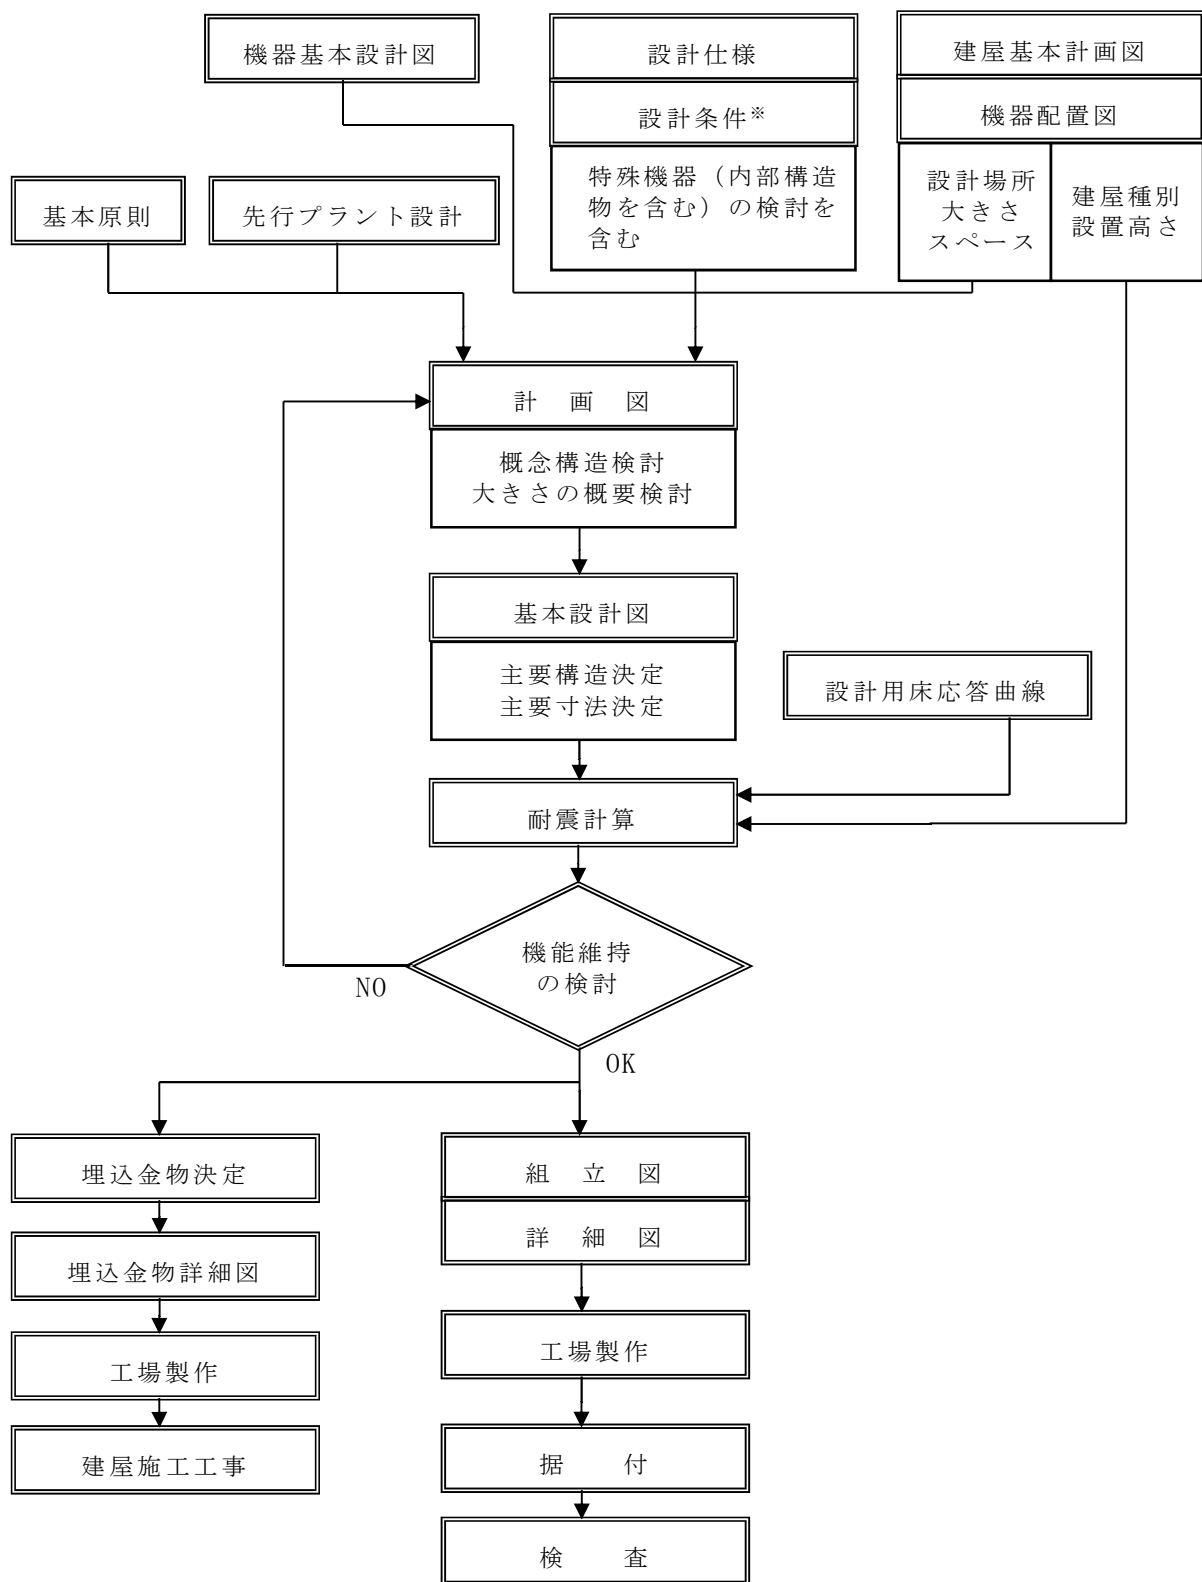 機器基本設計図
設計仕様
建屋基本計画図
設計条件※
機器配置図
特殊機器（内部構造
物を含む）の検討を
含む
設計場所
大きさ
スペース
建屋種別
設置高さ
基本原則
先行プラント設計
計　画　図
概念構造検討
大きさの概要検討
基本設計図
主要構造決定
主要寸法決定
設計用床応答曲線
耐震計算
機能維持
の検討
NO
OK
埋込金物決定
組　立　図
詳　細　図
埋込金物詳細図
工場製作
工場製作
建屋施工工事
据　　付
検　　査